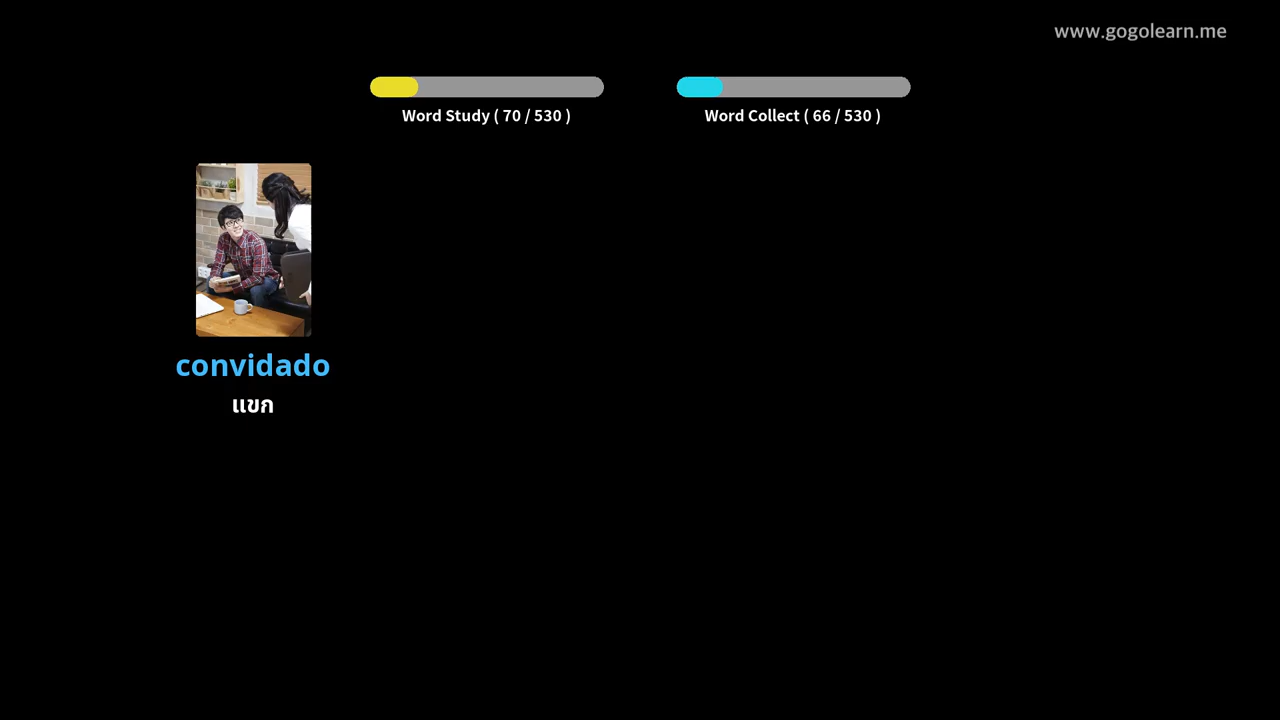 www.gogolearn.me
Word Study ( 70 / 530 )
Word Collect ( 66 / 530 )
convidado
แขก